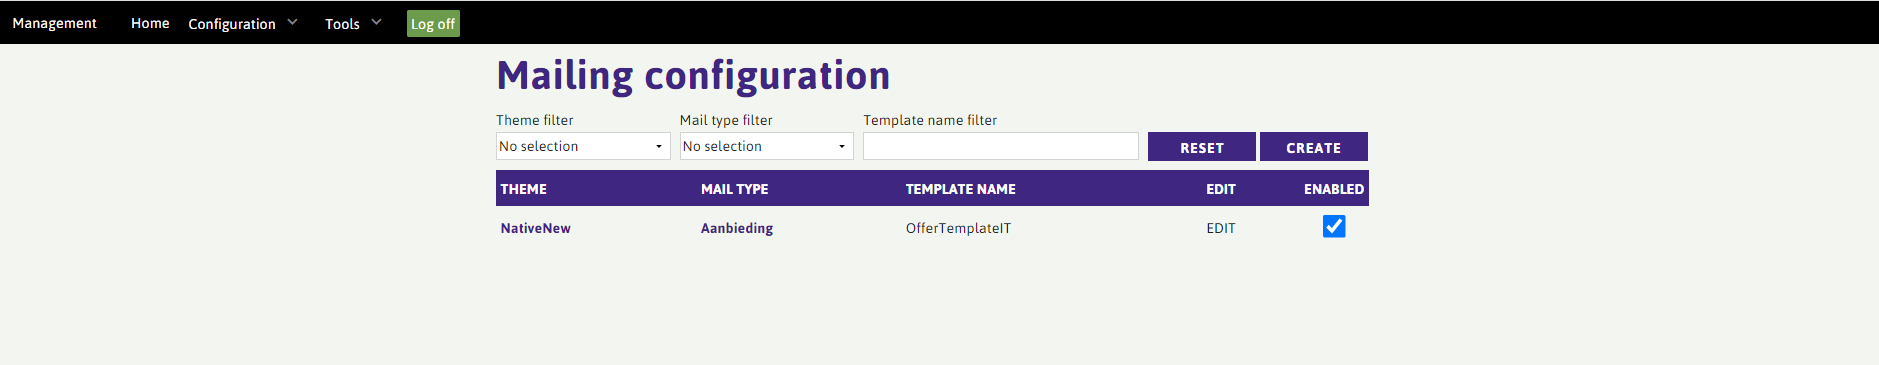 Management Home Configuration Tools Log off
Mailing configuration
Theme filter Mail type filter Template name filter
No selection No selection RESET CREATE
THEME MAIL TYPE TEMPLATE NAME EDIT ENABLED
NativeNew Aanbieding OfferTemplateIT EDIT